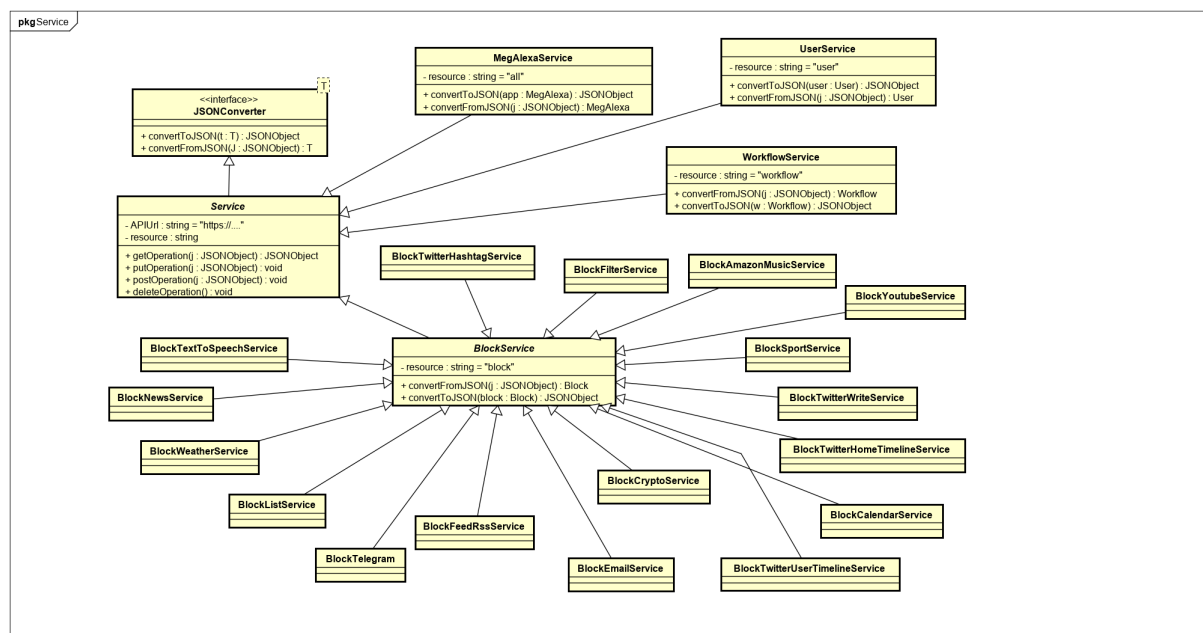 pkg Service
MegAlexaService
- resource : string = "all"
+ convertToJSON(app : MegAlexa) : JSONObject
+ convertFromJSON(j : JSONObject) : MegAlexa
UserService
- resource : string = "user"
+ convertToJSON(user : User) : JSONObject
+ convertFromJSON(j : JSONObject) : User
T
<<interface>>
JSONConverter
+ convertToJSON(t : T) : JSONObject
+ convertFromJSON(J : JSONObject) : T
WorkflowService
- resource : string = "workflow"
+ convertFromJSON(j : JSONObject) : Workflow
+ convertToJSON(w : Workflow) : JSONObject
Service
- APIUrl : string = "https://...."
- resource : string
+ getOperation(j : JSONObject) : JSONObject
+ putOperation(j : JSONObject) : void
+ postOperation(j : JSONObject) : void
+ deleteOperation() : void
BlockTwitterHashtagService
BlockFilterService
BlockAmazonMusicService
BlockYoutubeService
BlockTextToSpeechService
BlockService
- resource : string = "block"
+ convertFromJSON(j : JSONObject) : Block
+ convertToJSON(block : Block) : JSONObject
BlockSportService
BlockNewsService
BlockTwitterWriteService
BlockWeatherService
BlockTwitterHomeTimelineService
BlockCryptoService
BlockListService
BlockCalendarService
BlockFeedRssService
BlockTelegram
BlockEmailService
BlockTwitterUserTimelineService